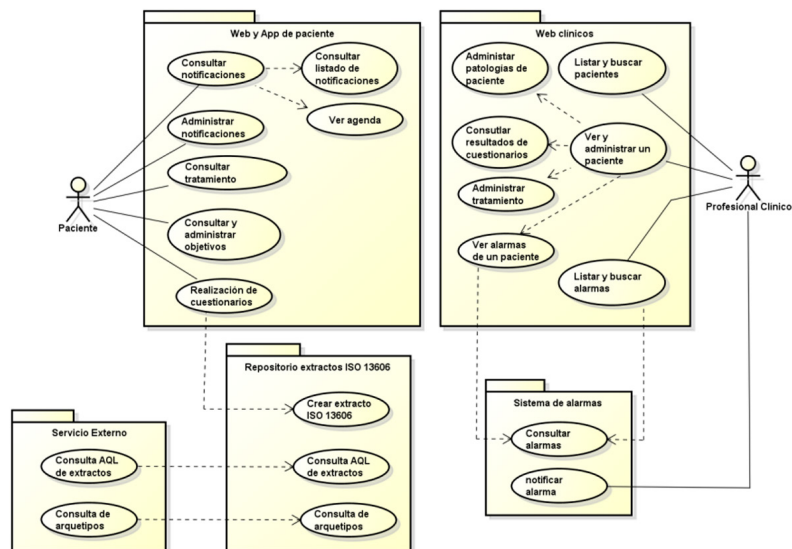 Web y App de paciente
Consultar
notificaciones
Consultar
listado de
notificaciones
Ver agenda
Administrar
notificaciones
Consultar
tratamiento
Consultar y
administrar
objetivos
Realización de
cuestionarios
Paciente
Web clínicos
Administar
patologías de
paciente
Listar y buscar
pacientes
Consutlar
resultados de
cuestionarios
Ver y
administrar un
paciente
Administrar
tratamiento
Ver alarmas
de un paciente
Listar y buscar
alarmas
Profesional Clínico
Repositorio extractos ISO 13606
Crear extracto
ISO 13606
Consulta AQL
de extractos
Consulta de
arquetipos
Servicio Externo
Consulta AQL
de extractos
Consulta de
arquetipos
Sistema de alarmas
Consultar
alarmas
notificar
alarma